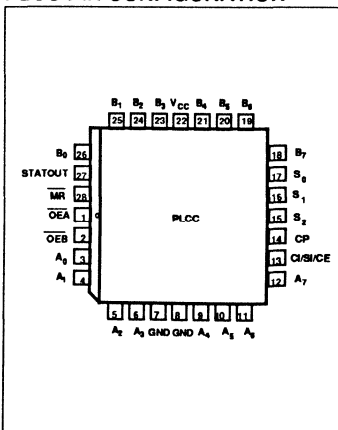 B1 B2 B3 VCC B4 B5 B6
25 24 23 22 21 20 19
B0 26 18 B7
STATOUT 27 17 S0
MR 28 16 S1
OEA 1 PLCC 15 S2
OEB 2 14 CP
A0 3 13 CI/SI/CE
A1 4 12 A7
5 6 7 8 9 10 11
A2 A3 GND GND A4 A5 A6